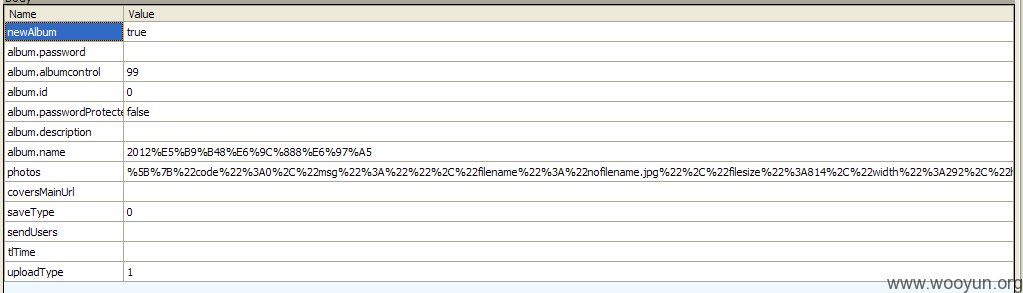 Name Value
newAlbum true
album.password
album.albumcontrol 99
album.id 0
album.passwordProtecte false
album.description
album.name 2012%E5%B9%B48%E6%9C%888%E6%97%A5
photos %5B%7B%22code%22%3A0%2C%22msg%22%3A%22%22%2C%22filename%22%3A%22nofilename.jpg%22%2C%22filesize%22%3A814%2C%22width%22%3A292%2C%22
coversMainUrl
saveType 0
sendUsers
tlTime
uploadType 1
www.wooyun.org